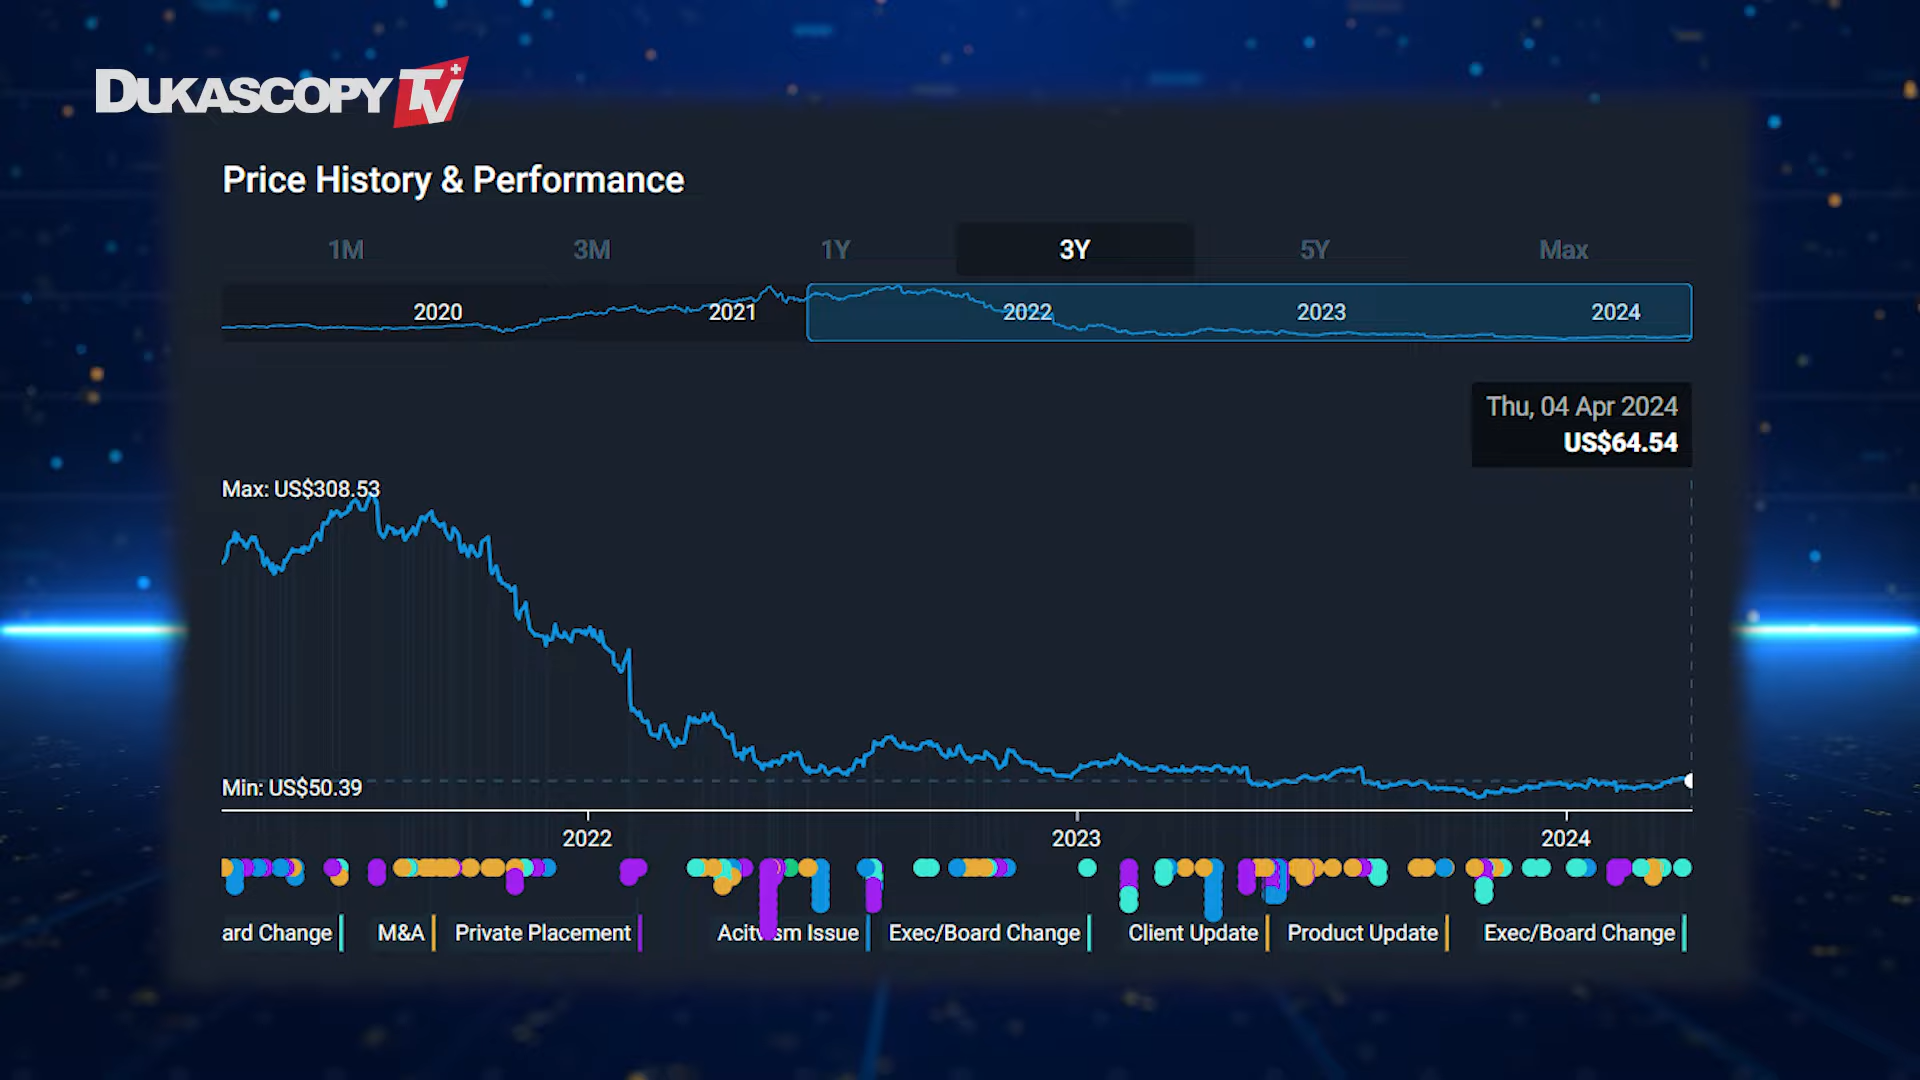 DUKASCOPY TV
Price History & Performance
1M 3M 1Y 3Y 5Y Max
2020 2021 2022 2023 2024
Thu, 04 Apr 2024
US$64.54
Max: US$308.53
Min: US$50.39
2022 2023 2024
ard Change M&A Private Placement Acitvism Issue Exec/Board Change Client Update Product Update Exec/Board Change